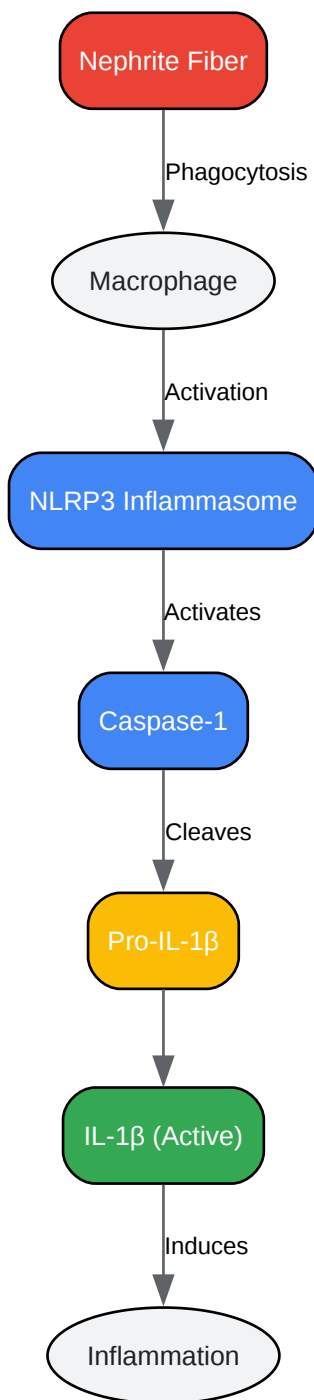 Nephrite Fiber
Phagocytosis
Macrophage
Activation
NLRP3 Inflammasome
Activates
Caspase-1
Cleaves
Pro-IL-1β
IL-1β (Active)
Induces
Inflammation